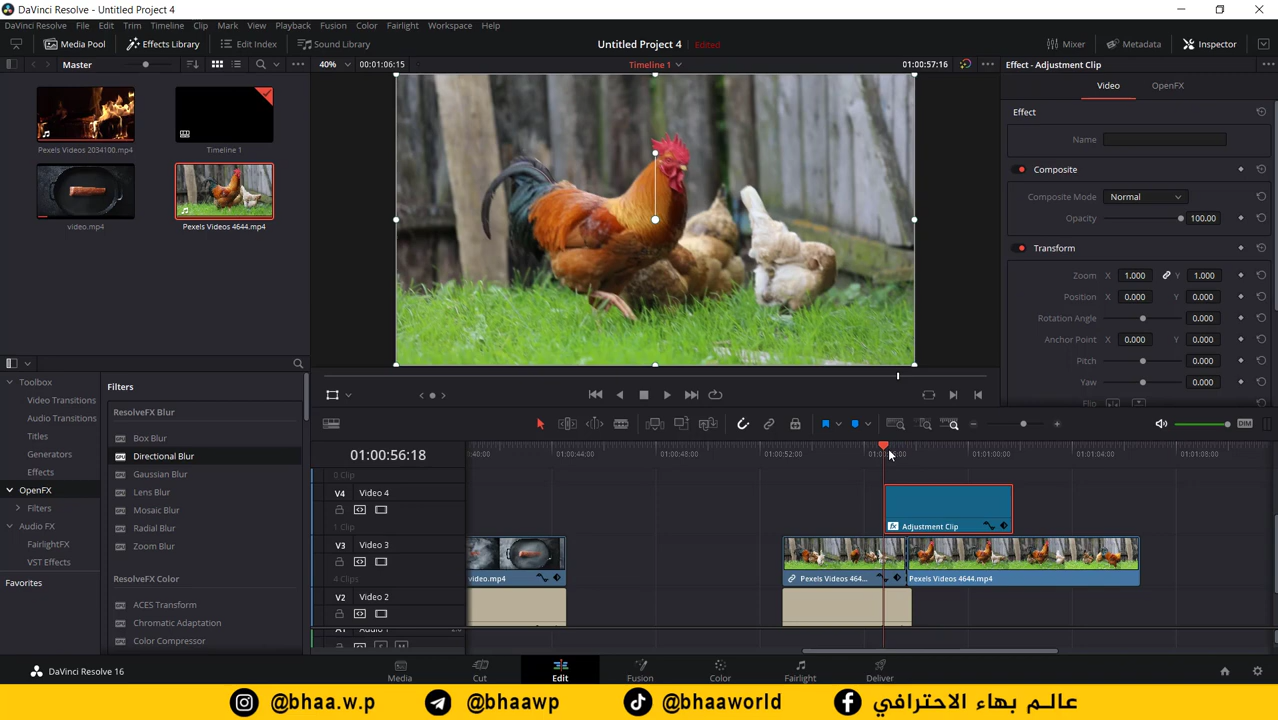 DaVinci Resolve - Untitled Project 4
DaVinci Resolve File Edit Trim Timeline Clip Mark View Playback Fusion Color Fairlight Workspace Help
Media Pool Effects Library Edit Index Sound Library Untitled Project 4 Edited Mixer Metadata Inspector
Master 40% 00:01:06:15 Timeline 1 01:00:57:16 Effect - Adjustment Clip
Video OpenFX
Effect
Name
Pexels Videos 2034100.mp4 Timeline 1
Composite
Composite Mode Normal
Opacity 100.00
video.mp4 Pexels Videos 4644.mp4
Transform
Zoom X 1.000 Y 1.000
Position X 0.000 Y 0.000
Rotation Angle 0.000
Anchor Point X 0.000 Y 0.000
Pitch 0.000
Yaw 0.000
Flip
Toolbox
Video Transitions
Audio Transitions
Titles
Generators
Effects
OpenFX
Filters
Audio FX
FairlightFX
VST Effects
Favorites
Filters
ResolveFX Blur
Box Blur
Directional Blur
Gaussian Blur
Lens Blur
Mosaic Blur
Radial Blur
Zoom Blur
ResolveFX Color
ACES Transform
Chromatic Adaptation
Color Compressor
DIM
01:00:56:18 :40:00 01:00:44:00 01:00:48:00 01:00:52:00 01:01:00:00 01:01:04:00 01:01:08:00
0 Clip
V4 Video 4
1 Clip
Adjustment Clip
V3 Video 3
4 Clips
video.mp4 Pexels Videos 464... Pexels Videos 4644.mp4
V2 Video 2
A1 Audio 1 2.0
DaVinci Resolve 16 Media Cut Edit Fusion Color Fairlight Deliver
@bhaa.w.p @bhaawp @bhaaworld عالم بهاء الاحترافي